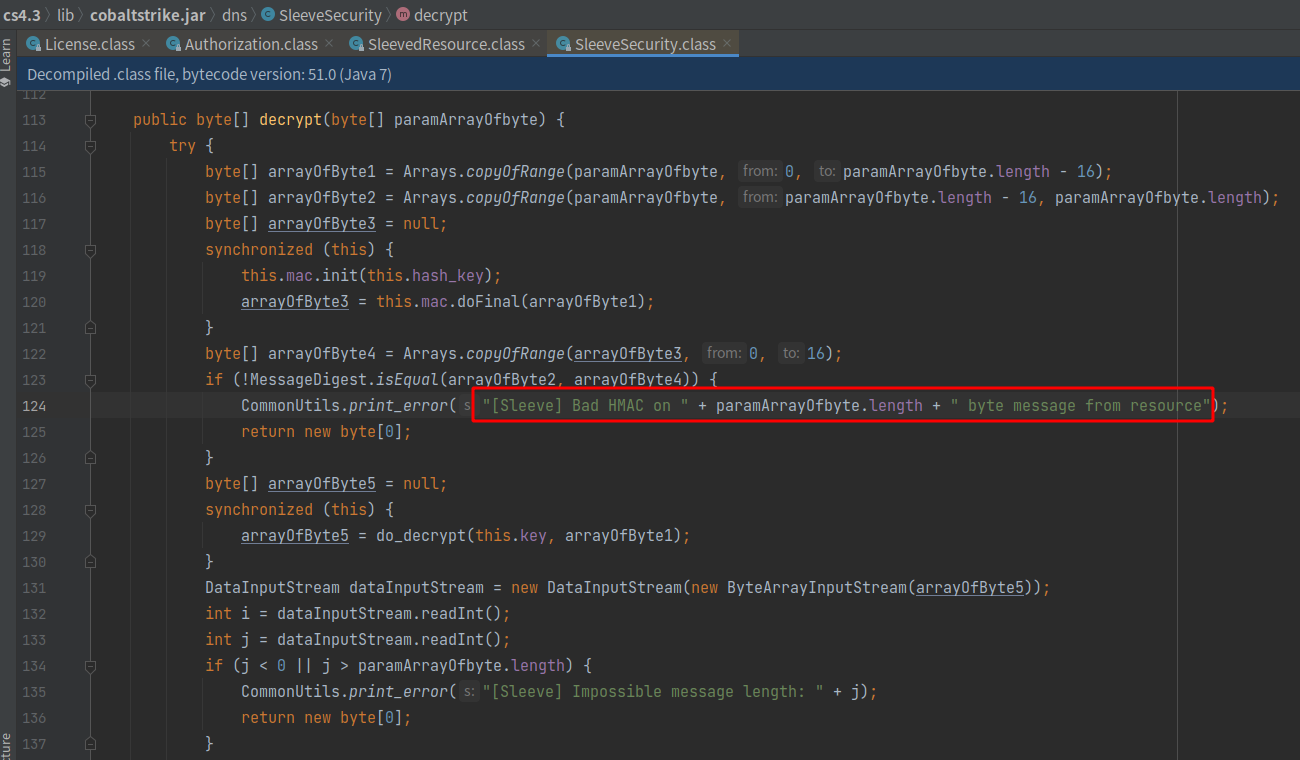 cs4.3 〉 lib 〉 cobaltstrike.jar 〉 dns 〉 SleeveSecurity 〉 decrypt
Learn
License.class × Authorization.class × SleevedResource.class × SleeveSecurity.class ×
Decompiled .class file, bytecode version: 51.0 (Java 7)
112
113 public byte[] decrypt(byte[] paramArrayOfbyte) {
114 try {
115 byte[] arrayOfByte1 = Arrays.copyOfRange(paramArrayOfbyte, from: 0, to: paramArrayOfbyte.length - 16);
116 byte[] arrayOfByte2 = Arrays.copyOfRange(paramArrayOfbyte, from: paramArrayOfbyte.length - 16, paramArrayOfbyte.length);
117 byte[] arrayOfByte3 = null;
118 synchronized (this) {
119 this.mac.init(this.hash_key);
120 arrayOfByte3 = this.mac.doFinal(arrayOfByte1);
121 }
122 byte[] arrayOfByte4 = Arrays.copyOfRange(arrayOfByte3, from: 0, to: 16);
123 if (!MessageDigest.isEqual(arrayOfByte2, arrayOfByte4)) {
124 CommonUtils.print_error( s "[Sleeve] Bad HMAC on " + paramArrayOfbyte.length + " byte message from resource");
125 return new byte[0];
126 }
127 byte[] arrayOfByte5 = null;
128 synchronized (this) {
129 arrayOfByte5 = do_decrypt(this.key, arrayOfByte1);
130 }
131 DataInputStream dataInputStream = new DataInputStream(new ByteArrayInputStream(arrayOfByte5));
132 int i = dataInputStream.readInt();
133 int j = dataInputStream.readInt();
134 if (j < 0 || j > paramArrayOfbyte.length) {
135 CommonUtils.print_error( s: "[Sleeve] Impossible message length: " + j);
136 return new byte[0];
137 }